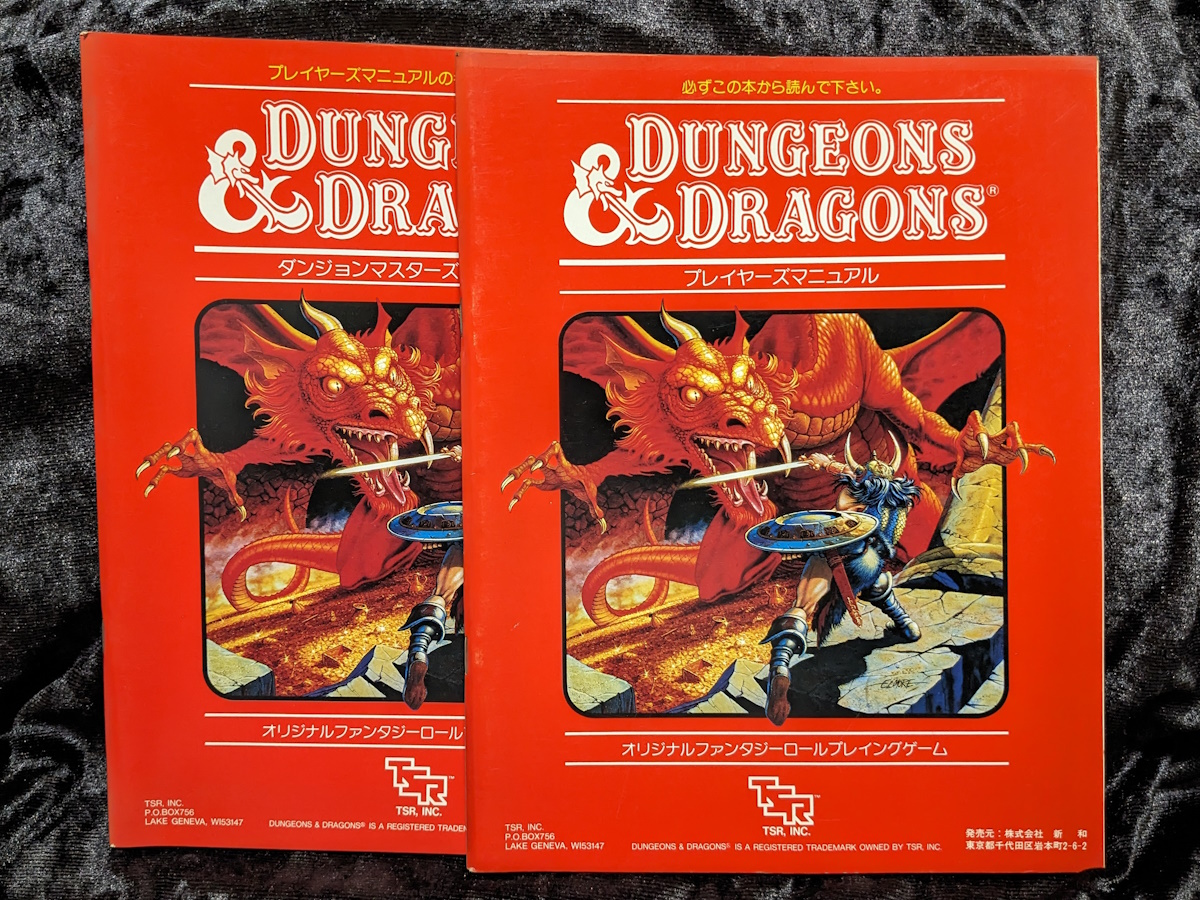 プレイヤーズマニュアルの
DUNG
& DRA
ダンジョンマスターズ
オリジナルファンタジーロール
TSR
TSR, INC.
TSR, INC.
P.O.BOX756
LAKE GENEVA, WI53147
DUNGEONS & DRAGONS® IS A REGISTERED TRADEM
必ずこの本から読んで下さい。
DUNGEONS
& DRAGONS®
プレイヤーズマニュアル
ELMORE
オリジナルファンタジーロールプレイングゲーム
TSR™
TSR, INC.
TSR, INC.
P.O.BOX756
LAKE GENEVA, WI53147
DUNGEONS & DRAGONS® IS A REGISTERED TRADEMARK OWNED BY TSR, INC.
発売元：株式会社 新 和
東京都千代田区岩本町2-6-2